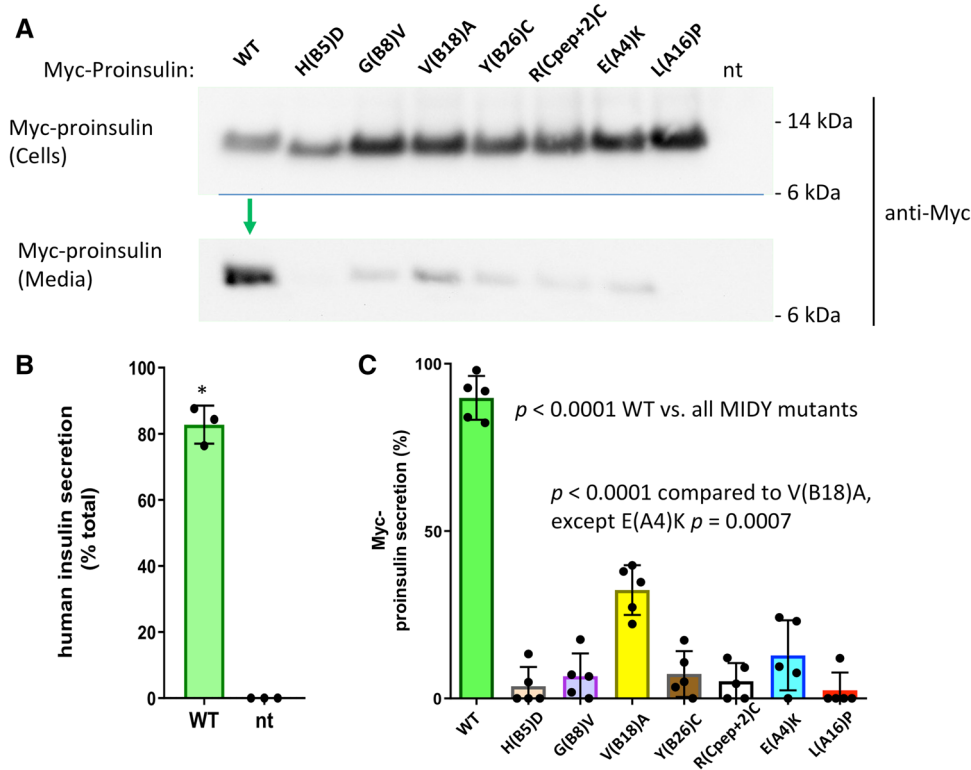 A
Myc-Proinsulin:
WT
H(B5)D
G(B8)V
V(B18)A
Y(B26)C
R(Cpep+2)C
E(A4)K
L(A16)P
nt
Myc-proinsulin
(Cells)
- 14 kDa
- 6 kDa
anti-Myc
Myc-proinsulin
(Media)
- 6 kDa
B
human insulin secretion
(% total)
100
80
60
40
20
0
*
WT
nt
C
Myc-
proinsulin secretion (%)
100
50
0
p < 0.0001 WT vs. all MIDY mutants
p < 0.0001 compared to V(B18)A,
except E(A4)K p = 0.0007
WT
H(B5)D
G(B8)V
V(B18)A
Y(B26)C
R(Cpep+2)C
E(A4)K
L(A16)P